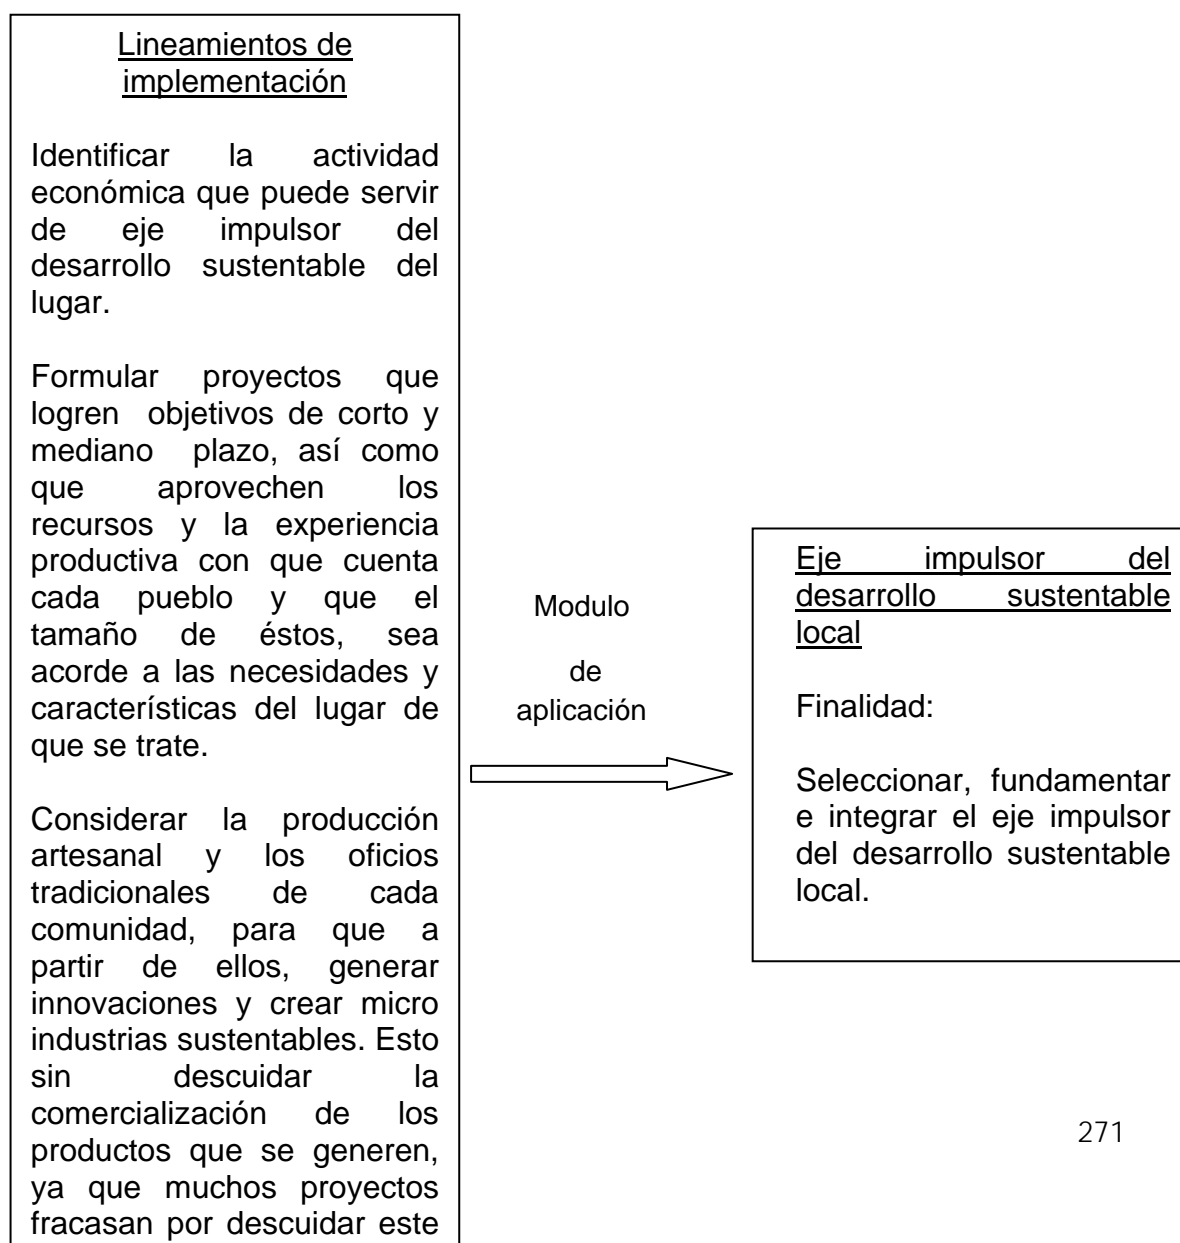 Lineamientos de
implementación
Identificar la actividad
económica que puede servir
de eje impulsor del
desarrollo sustentable del
lugar.
Formular proyectos que
logren objetivos de corto y
mediano plazo, así como
que aprovechen los
recursos y la experiencia
productiva con que cuenta
cada pueblo y que el
tamaño de éstos, sea
acorde a las necesidades y
características del lugar de
que se trate.
Considerar la producción
artesanal y los oficios
tradicionales de cada
comunidad, para que a
partir de ellos, generar
innovaciones y crear micro
industrias sustentables. Esto
sin descuidar la
comercialización de los
productos que se generen,
ya que muchos proyectos
fracasan por descuidar este
Modulo
de
aplicación
Eje impulsor del
desarrollo sustentable
local
Finalidad:
Seleccionar, fundamentar
e integrar el eje impulsor
del desarrollo sustentable
local.
271